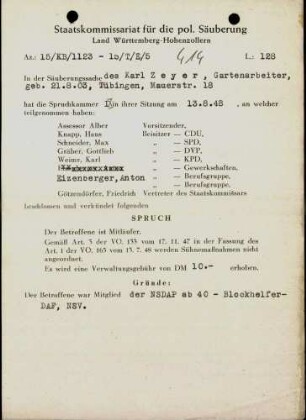 Staatskommissariat für die pol. Säuberung
Land Württemberg-Hohenzollern
Az.: 15/KB/1123 - 1b/T/S/5 414 L.: 128
In der Säuberungssache des Karl Zeyer, Gartenarbeiter,
geb. 21.8.03, Tübingen, Mauerstr. 18
hat die Spruchkammer in ihrer Sitzung am 13.8.48 , an welcher
teilgenommen haben:
Assessor Alber Vorsitzender,
Knapp, Hans Beisitzer — CDU,
Schneider, Max „ — SPD,
Gräber, Gottlieb „ — DVP,
Weimer, Karl „ — KPD,
„ — Gewerkschaften,
Eizenberger, Anton „ — Berufsgruppe,
„ — Berufsgruppe,
Götzendörfer, Friedrich Vertreter des Staatskommissars
beschlossen und verkündet folgenden
SPRUCH
Der Betroffene ist Mitläufer.
Gemäß Art. 5 der VO. 133 vom 17. 11. 47 in der Fassung des
Art. 1 der VO. 165 vom 13. 7. 48 werden Sühnemaßnahmen nicht
angeordnet.
Es wird eine Verwaltungsgebühr von DM 10.- erhoben.
Gründe:
Der Betroffene war Mitglied der NSDAP ab 40 - Blockhelfer-
DAF, NSV.